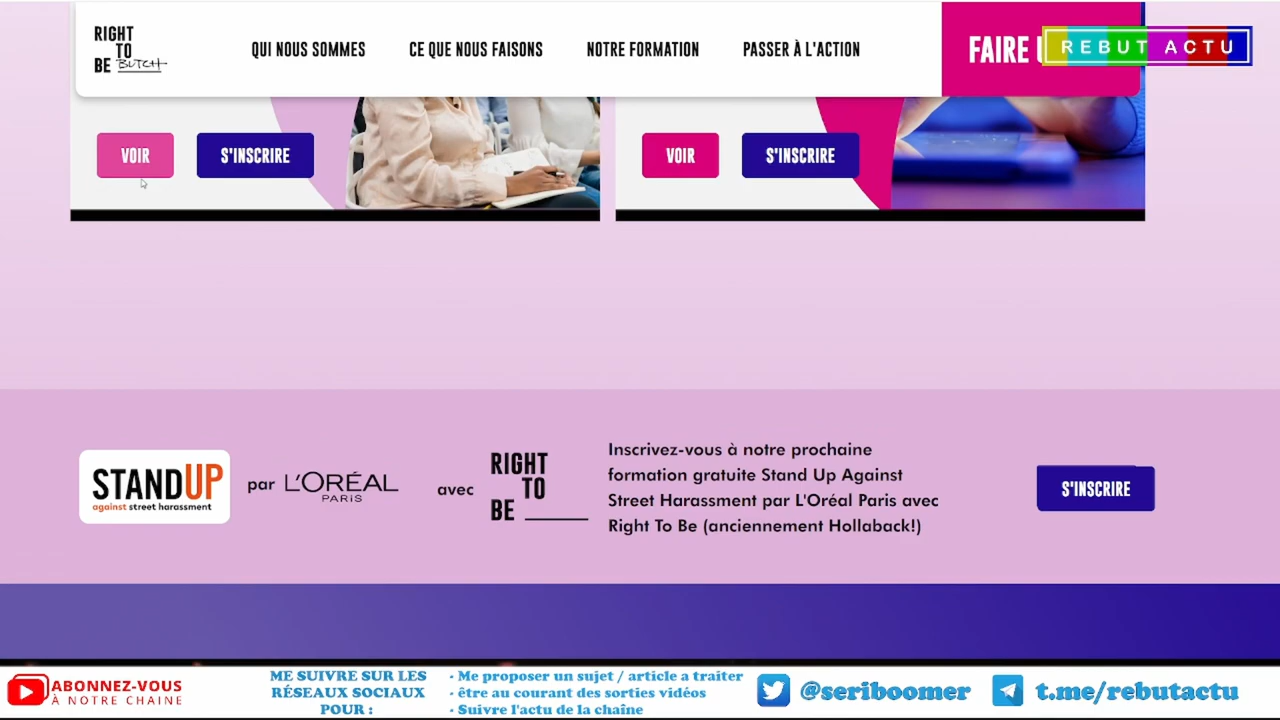 RIGHT
TO
BE BUTCH
QUI NOUS SOMMES
CE QUE NOUS FAISONS
NOTRE FORMATION
PASSER À L'ACTION
FAIRE
REBUT ACTU
VOIR
S'INSCRIRE
VOIR
S'INSCRIRE
STANDUP
against street harassment
par L'ORÉAL
PARIS
avec
RIGHT
TO
BE
Inscrivez-vous à notre prochaine
formation gratuite Stand Up Against
Street Harassment par L'Oréal Paris avec
Right To Be (anciennement Hollaback!)
S'INSCRIRE
ABONNEZ-VOUS
À NOTRE CHAINE
ME SUIVRE SUR LES
RÉSEAUX SOCIAUX
POUR :
- Me proposer un sujet / article a traiter
- être au courant des sorties vidéos
- Suivre l'actu de la chaîne
@seriboomer
t.me/rebutactu